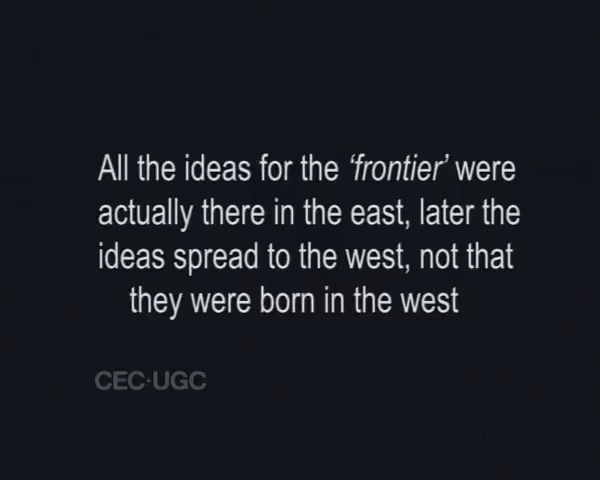 All the ideas for the 'frontier' were
actually there in the east, later the
ideas spread to the west, not that
they were born in the west
CEC-UGC